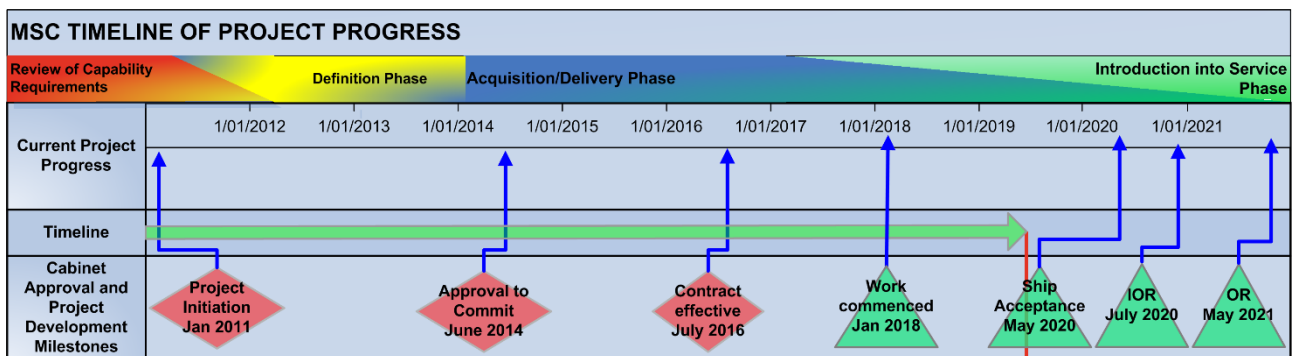 MSC TIMELINE OF PROJECT PROGRESS
Review of Capability
Requirements
Definition Phase
Acquisition/Delivery Phase
Introduction into Service
Phase
Current Project
Progress
1/01/2012 1/01/2013 1/01/2014 1/01/2015 1/01/2016 1/01/2017 1/01/2018 1/01/2019 1/01/2020 1/01/2021
Timeline
Cabinet
Approval and
Project
Development
Milestones
Project
Initiation
Jan 2011
Approval to
Commit
June 2014
Contract
effective
July 2016
Work
commenced
Jan 2018
Ship
Acceptance
May 2020
IOR
July 2020
OR
May 2021